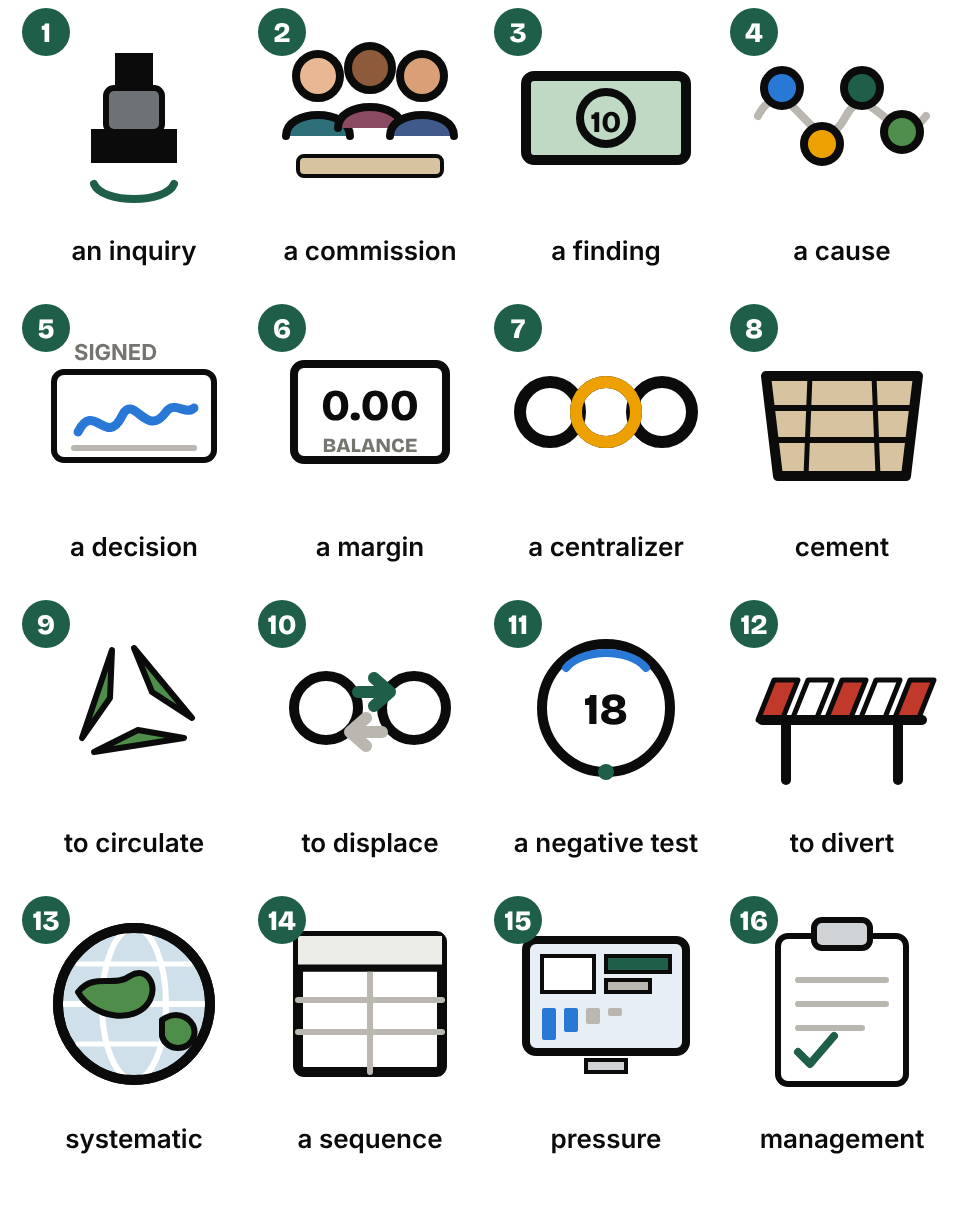 1
an inquiry
2
a commission
3
10
a finding
4
a cause
5
SIGNED
a decision
6
0.00
BALANCE
a margin
7
a centralizer
8
cement
9
to circulate
10
to displace
11
18
a negative test
12
to divert
13
systematic
14
a sequence
15
pressure
16
management